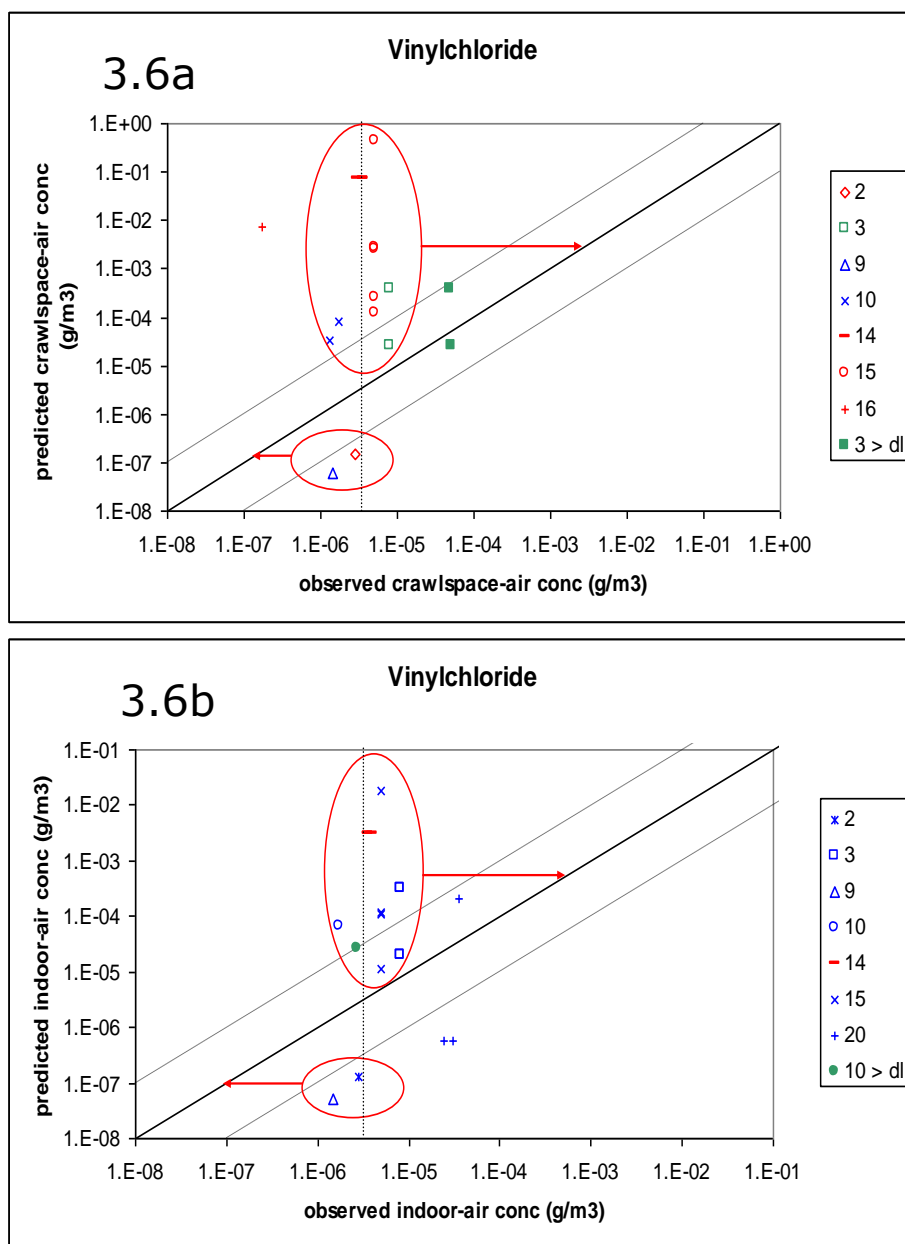 Vinylchloride
3.6a
1.E+00
1.E-01
1.E-02
1.E-03
1.E-04
1.E-05
1.E-06
1.E-07
1.E-08
predicted crawlspace-air conc
(g/m3)
1.E-08 1.E-07 1.E-06 1.E-05 1.E-04 1.E-03 1.E-02 1.E-01 1.E+00
observed crawlspace-air conc (g/m3)
2
3
9
10
14
15
16
3 > dl
Vinylchloride
3.6b
1.E-01
1.E-02
1.E-03
1.E-04
1.E-05
1.E-06
1.E-07
1.E-08
predicted indoor-air conc (g/m3)
1.E-08 1.E-07 1.E-06 1.E-05 1.E-04 1.E-03 1.E-02 1.E-01
observed indoor-air conc (g/m3)
2
3
9
10
14
15
20
10 > dl